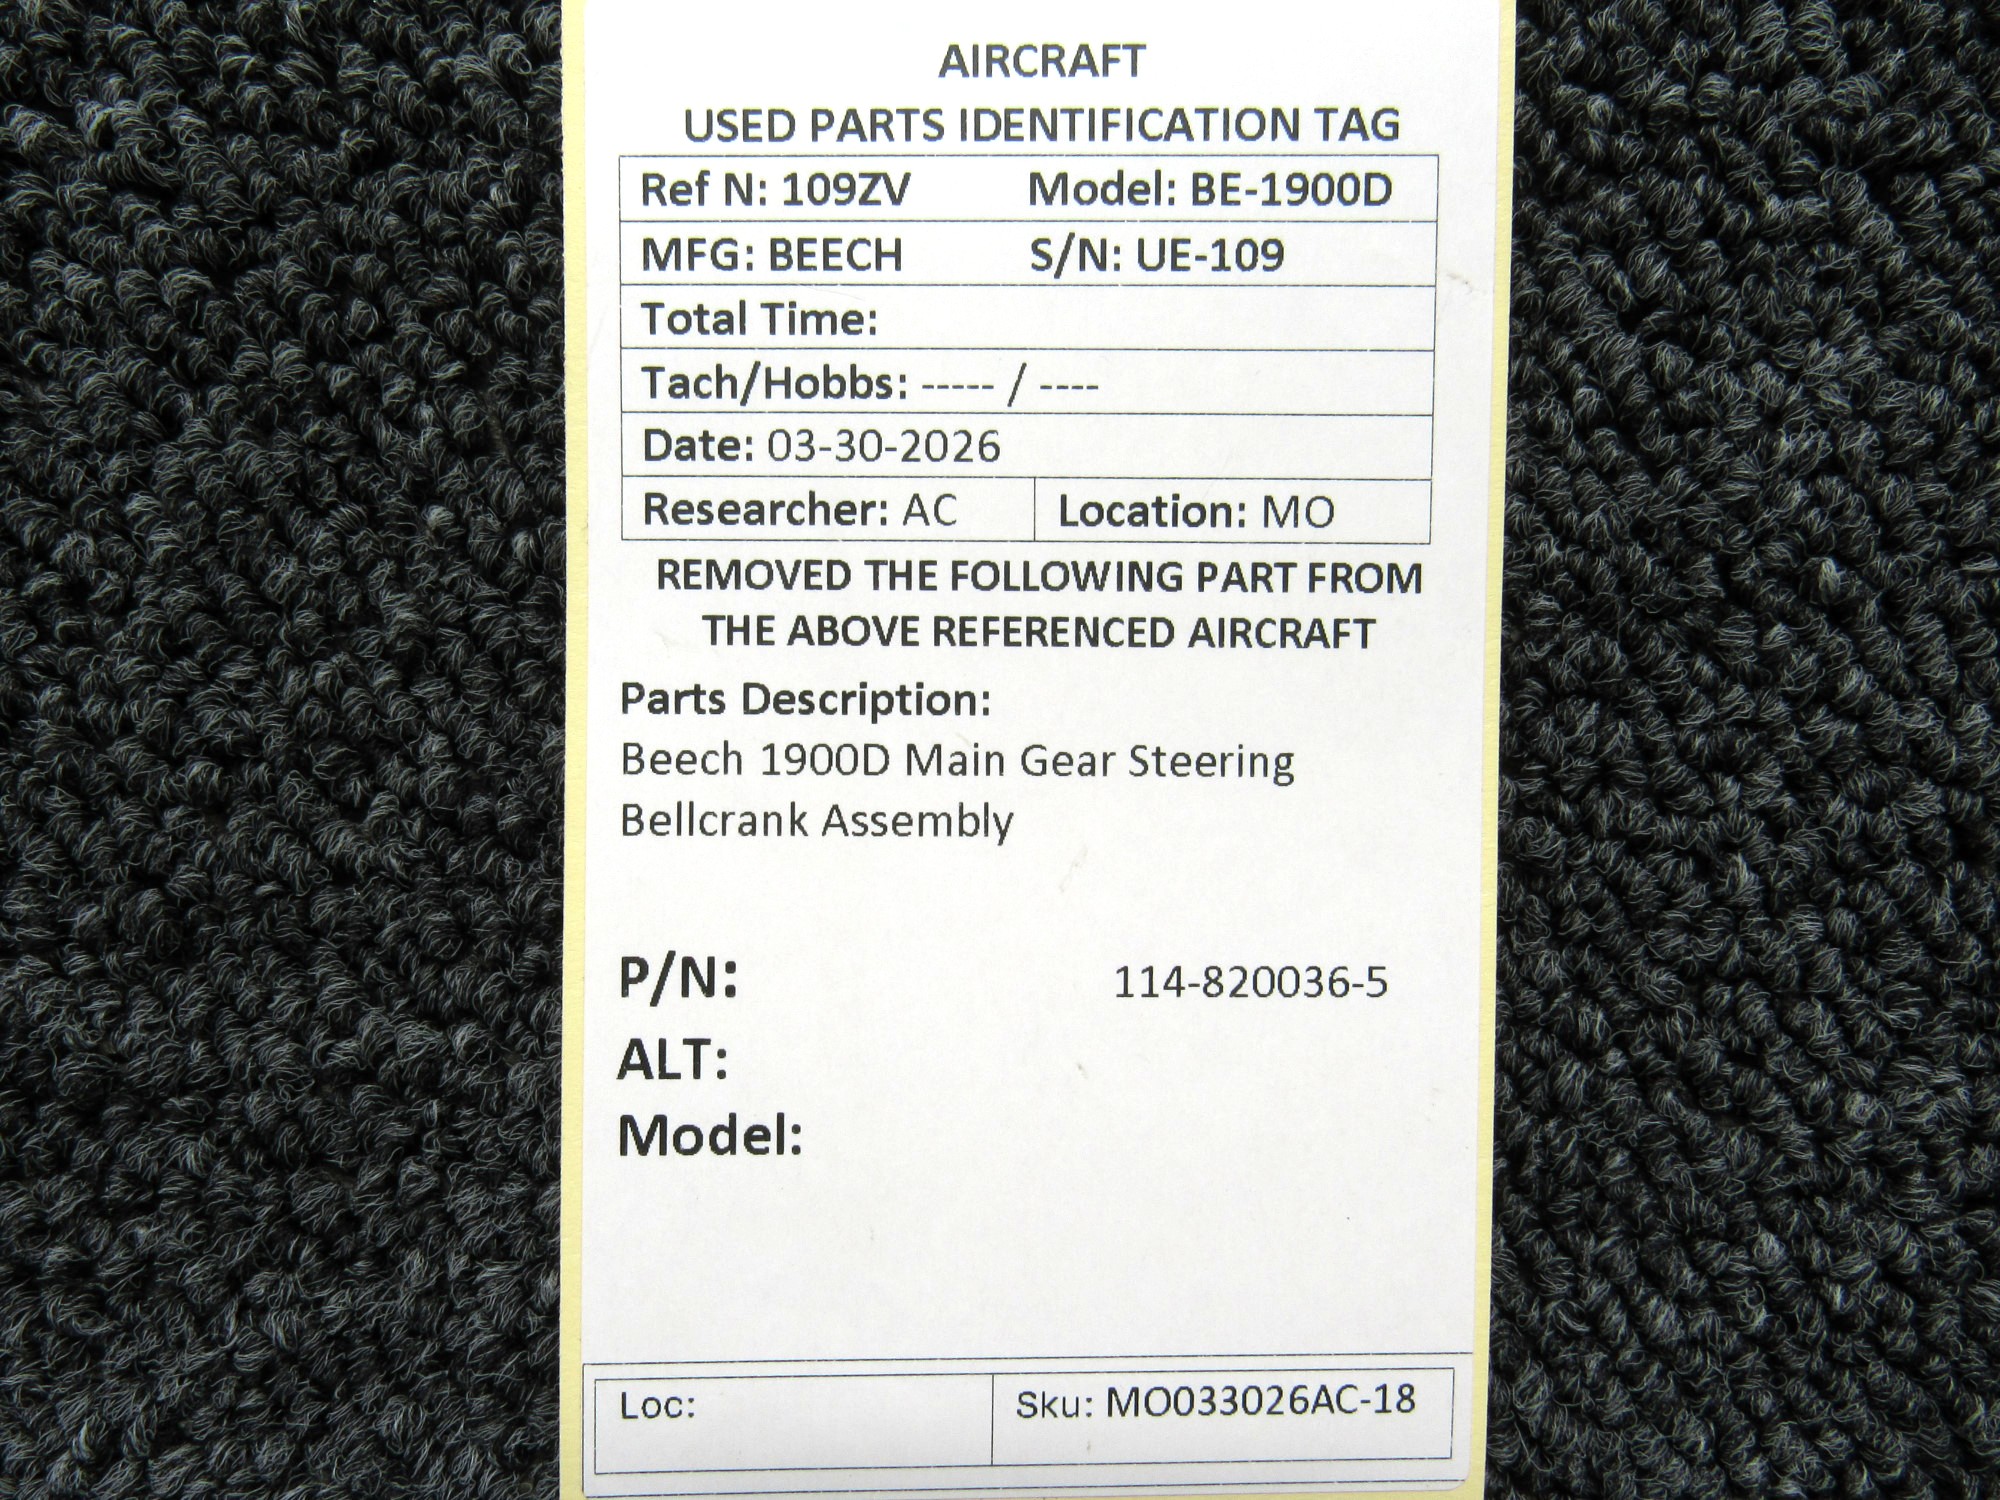 AIRCRAFT
USED PARTS IDENTIFICATION TAG
Ref N: 109ZV Model: BE-1900D
MFG: BEECH S/N: UE-109
Total Time:
Tach/Hobbs: ----- / ----
Date: 03-30-2026
Researcher: AC Location: MO
REMOVED THE FOLLOWING PART FROM
THE ABOVE REFERENCED AIRCRAFT
Parts Description:
Beech 1900D Main Gear Steering
Bellcrank Assembly
P/N: 114-820036-5
ALT:
Model:
Loc: Sku: MO033026AC-18